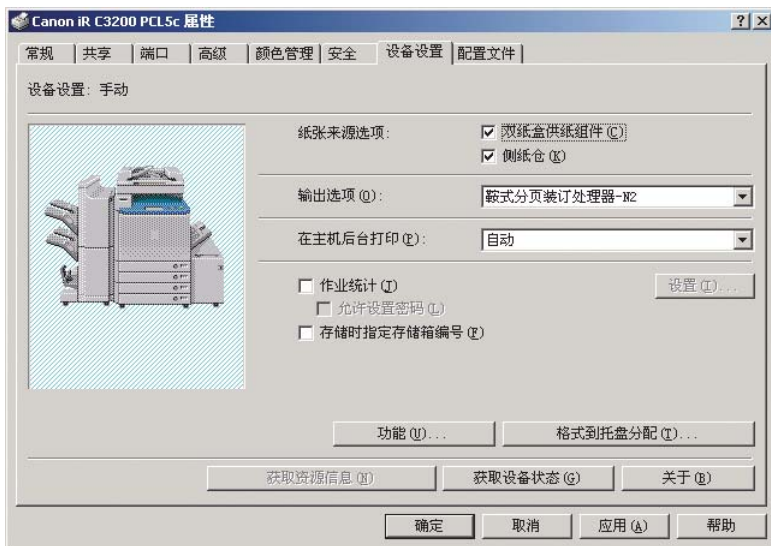 Canon iR C3200 PCL5c 属性
常规 共享 端口 高级 颜色管理 安全 设备设置 配置文件
设备设置: 手动
纸张来源选项: 双纸盒供纸组件(C)
侧纸仓(K)
输出选项(O): 鞍式分页装订处理器-N2
在主机后台打印(P): 自动
作业统计(J) 设置(I)...
允许设置密码(L)
存储时指定存储箱编号(F)
功能(U)... 格式到托盘分配(T)...
获取资源信息(N) 获取设备状态(G) 关于(B)
确定 取消 应用(A) 帮助